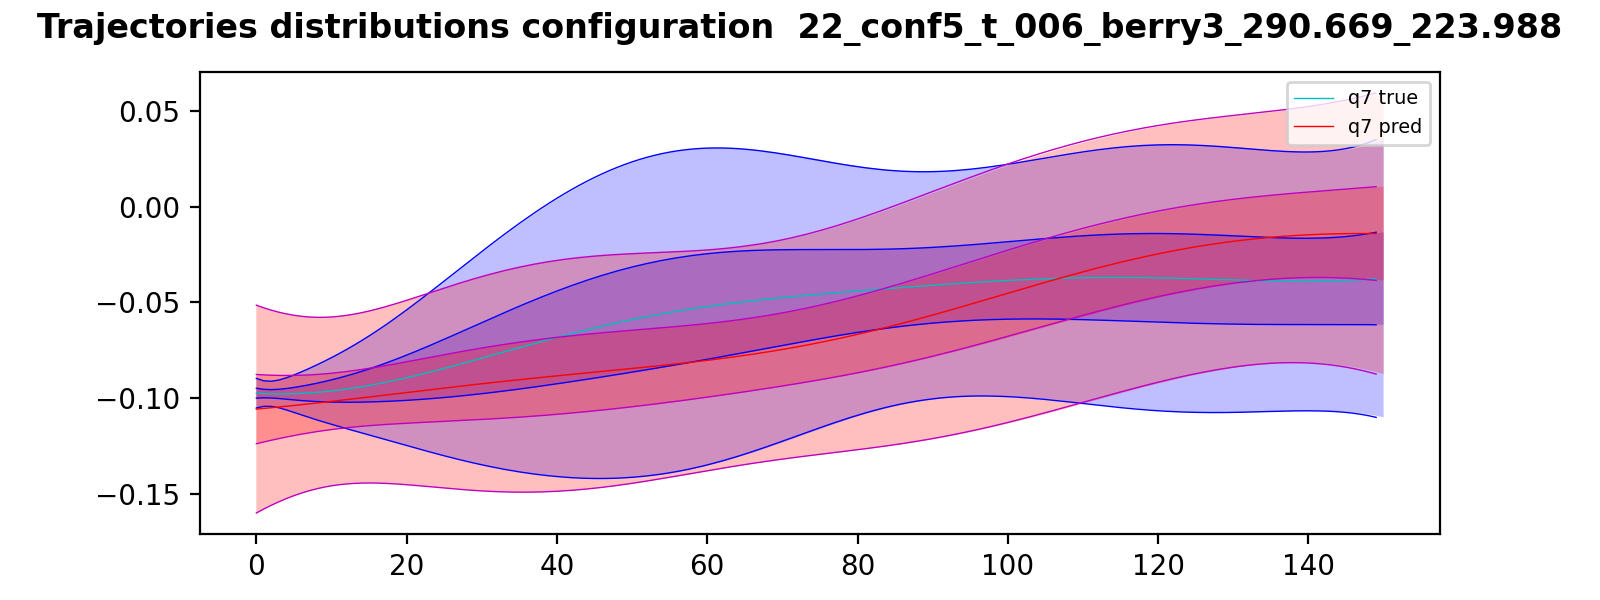 Trajectories distributions configuration  22_conf5_t_006_berry3_290.669_223.988
q7 true
q7 pred
0.05
0.00
−0.05
−0.10
−0.15
0 20 40 60 80 100 120 140